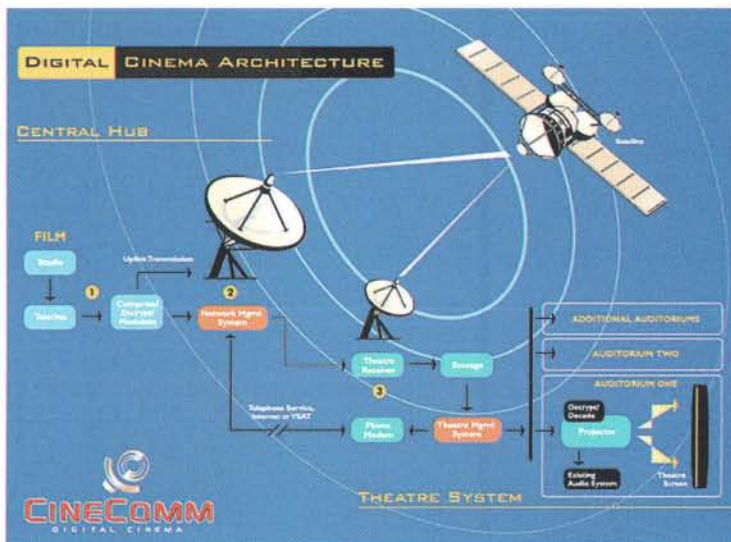 DIGITAL CINEMA ARCHITECTURE
CENTRAL HUB
Satellite
FILM
Studio
Uplink Transmission
1
2
Telecine
Compress/
Encrypt/
Modulate
Network Mgmt
System
ADDITIONAL AUDITORIUMS
AUDITORIUM TWO
Theatre
Receiver
Storage
3
AUDITORIUM ONE
Telephone Service,
Internet or VSAT
Phone
Modem
Theatre Mgmt
System
Decrypt/
Decode
Projector
Existing
Audio System
Theatre
Screen
CINECOMM
DIGITAL CINEMA
THEATRE SYSTEM